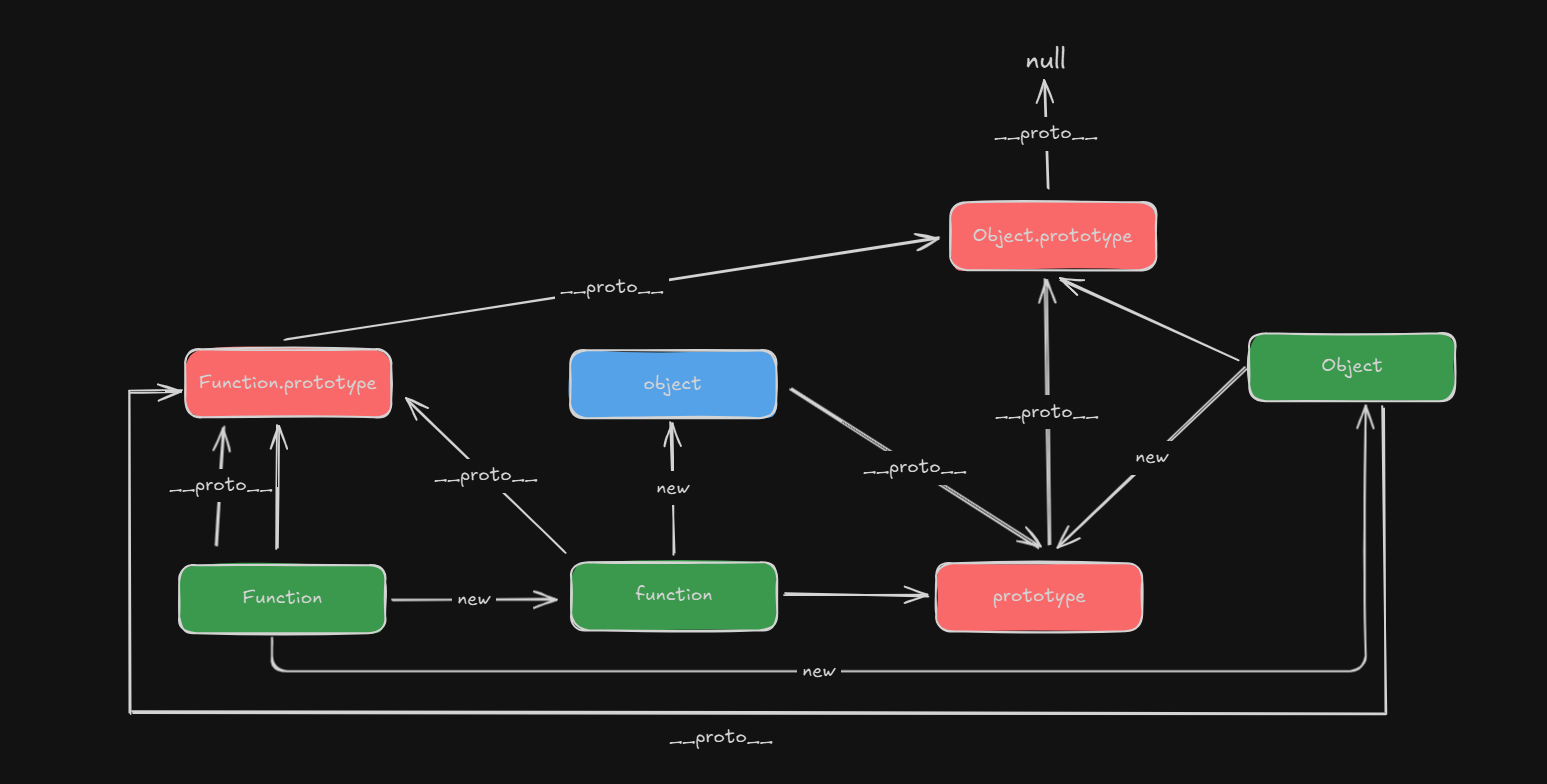 null
__proto__
Object.prototype
__proto__
Object
Function.prototype
object
__proto__
new
__proto__
__proto__
__proto__
new
Function
new
function
prototype
new
__proto__